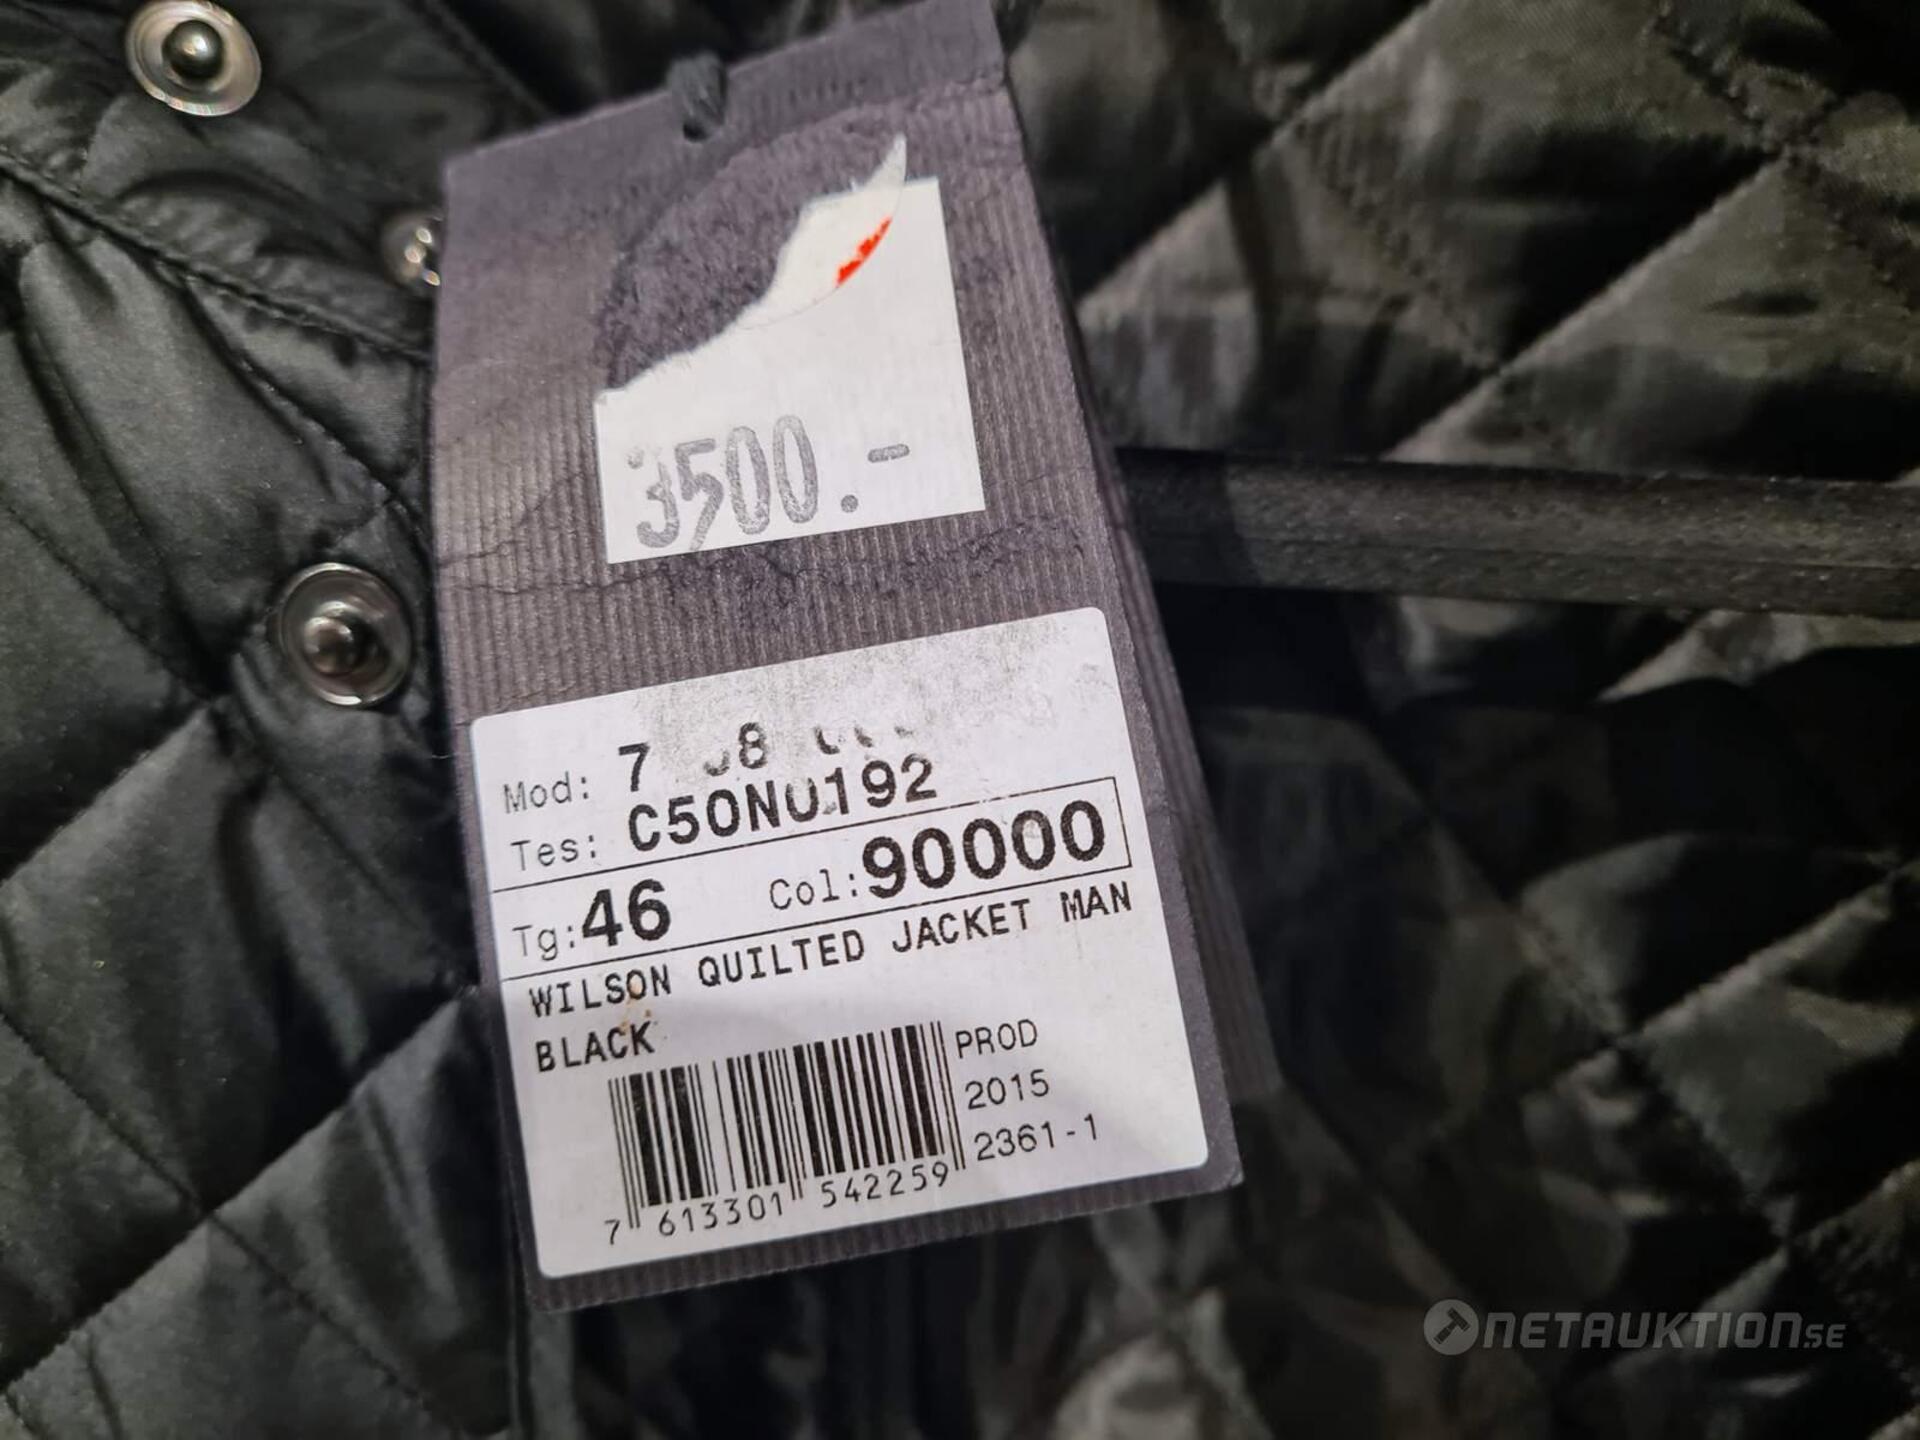 3500.-
Mod: 7
Tes: C50N0192
Tg: 46 Col: 90000
WILSON QUILTED JACKET MAN
BLACK
PROD
2015
2361-1
7 613301 542259
NETAUKTION.SE